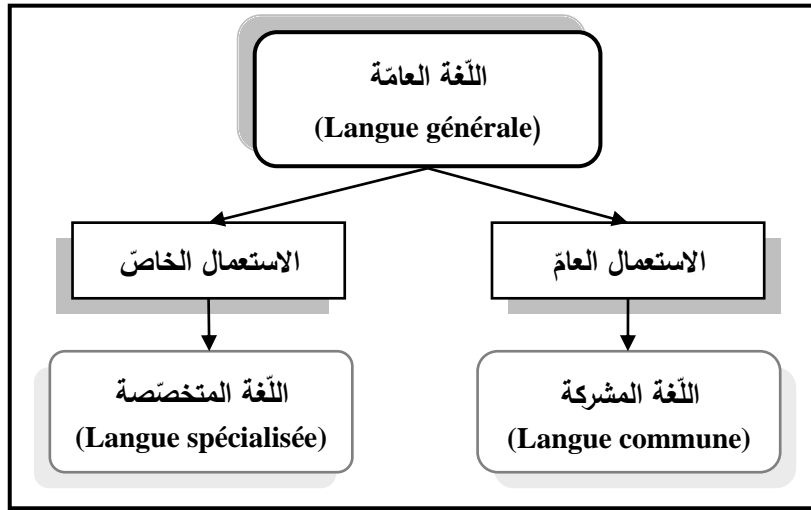 اللّغة العامّة
(Langue générale)
الاستعمال العامّ
الاستعمال الخاصّ
اللّغة المشركة
(Langue commune)
اللّغة المتخصّصة
(Langue spécialisée)